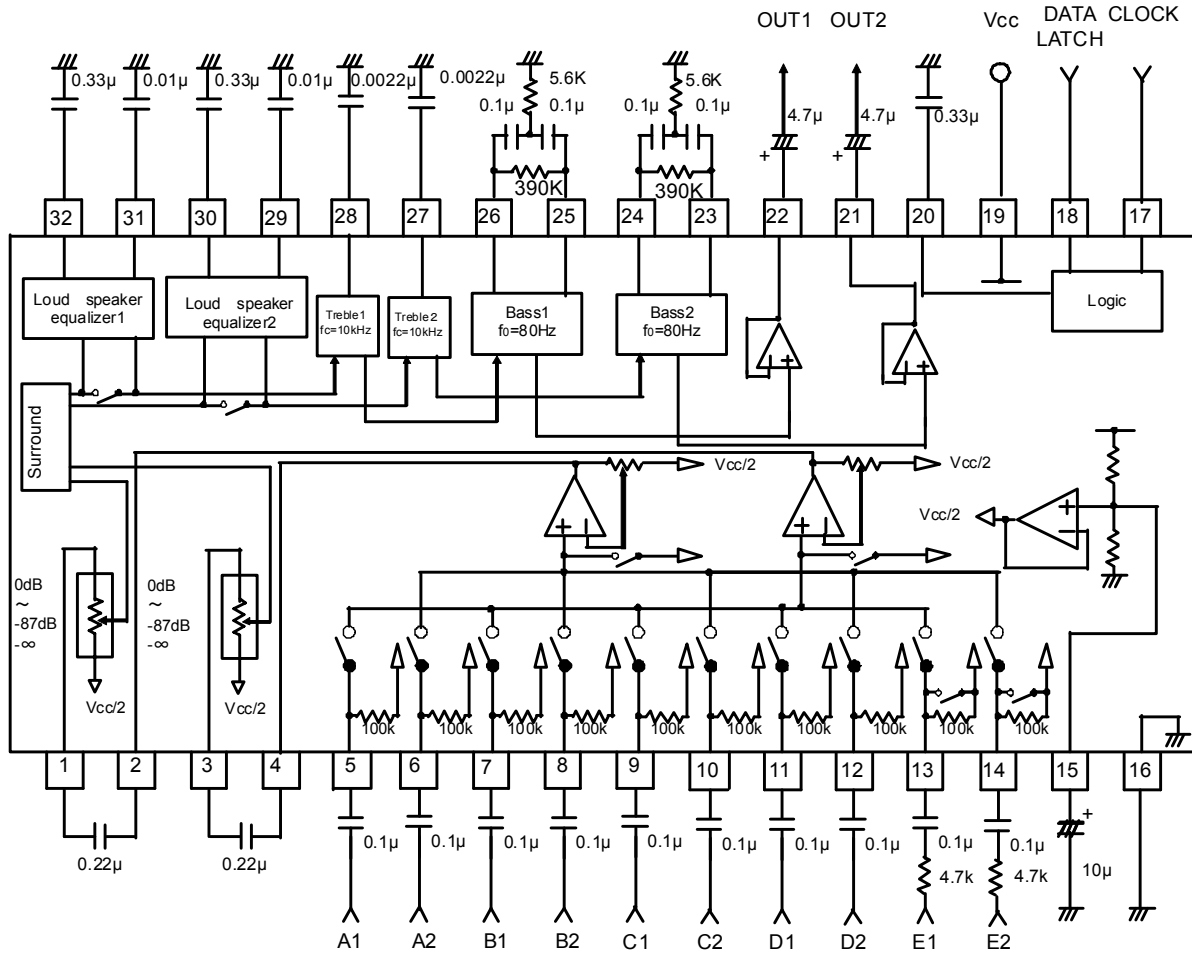 OUT1 OUT2 Vcc DATA CLOCK
LATCH
0.33µ 0.01µ 0.33µ 0.01µ 0.0022µ 0.0022µ 5.6K 5.6K
0.1µ 0.1µ 0.1µ 0.1µ 4.7µ 4.7µ 0.33µ
+ +
390K 390K
32 31 30 29 28 27 26 25 24 23 22 21 20 19 18 17
Loud speaker
equalizer1
Loud speaker
equalizer2
Treble1
fc=10kHz
Treble2
fc=10kHz
Bass1
f0=80Hz
Bass2
f0=80Hz
Logic
Surround
Vcc/2 Vcc/2
Vcc/2
0dB
~
-87dB
-∞
0dB
~
-87dB
-∞
Vcc/2 Vcc/2
100k 100k 100k 100k 100k 100k 100k 100k 100k 100k
1 2 3 4 5 6 7 8 9 10 11 12 13 14 15 16
0.22µ 0.22µ 0.1µ 0.1µ 0.1µ 0.1µ 0.1µ 0.1µ 0.1µ 0.1µ 0.1µ 0.1µ +
4.7k 4.7k 10µ
A1 A2 B1 B2 C1 C2 D1 D2 E1 E2